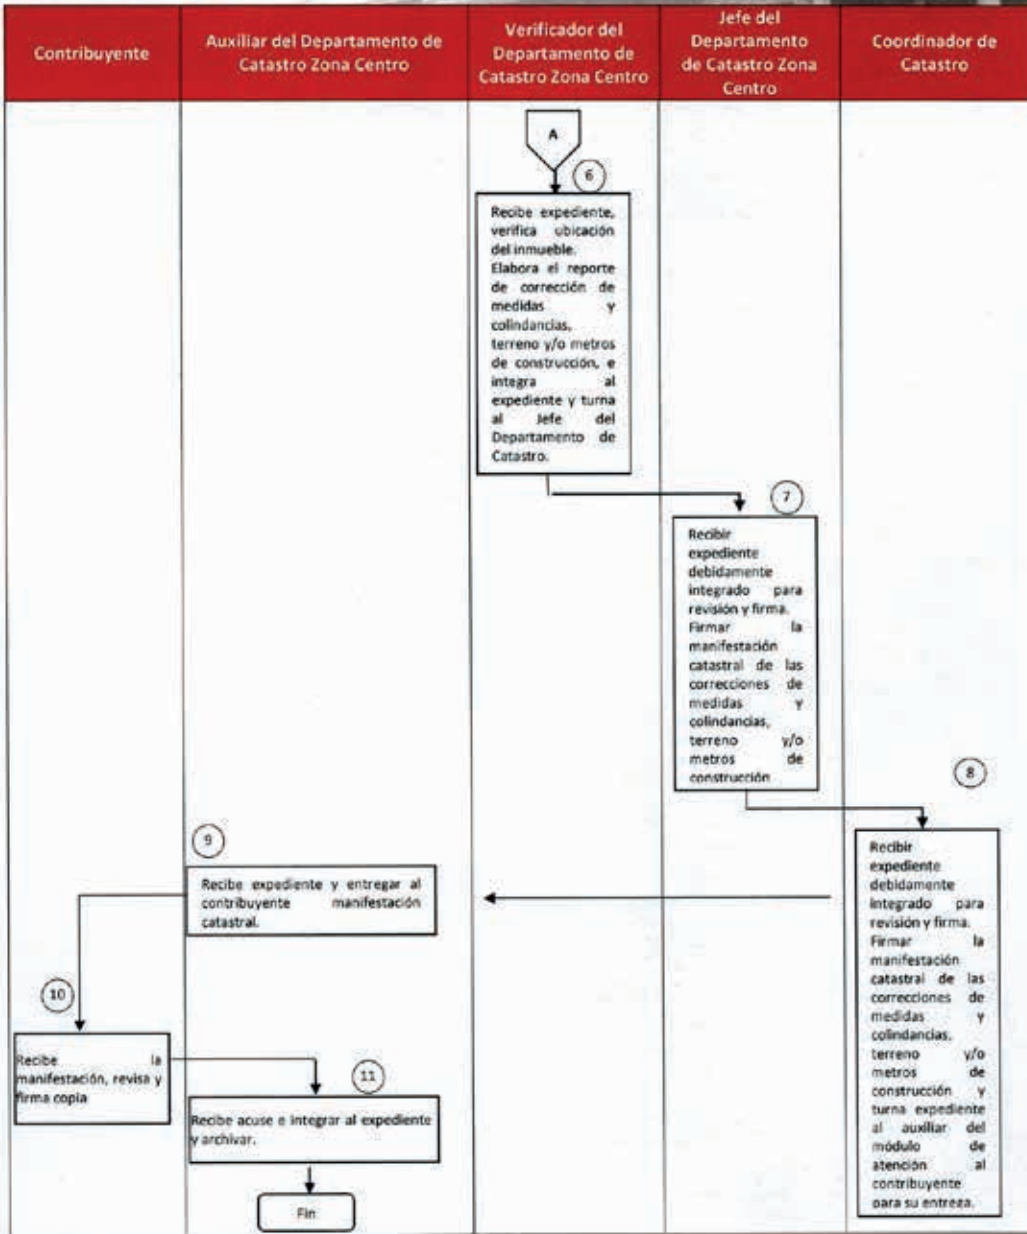 Contribuyente
Auxiliar del Departamento de
Catastro Zona Centro
Verificador del
Departamento de
Catastro Zona Centro
Jefe del
Departamento
de Catastro Zona
Centro
Coordinador de
Catastro
A
6
Recibe expediente,
verifica ubicación
del inmueble.
Elabora el reporte
de corrección de
medidas y
colindancias,
terreno y/o metros
de construcción, e
integra al
expediente y turna
al Jefe del
Departamento de
Catastro.
7
Recibir
expediente
debidamente
integrado para
revisión y firma.
Firmar la
manifestación
catastral de las
correcciones de
medidas y
colindancias,
terreno y/o
metros de
construcción
8
Recibir
expediente
debidamente
integrado para
revisión y firma.
Firmar la
manifestación
catastral de las
correcciones de
medidas y
colindancias,
terreno y/o
metros de
construcción y
turna expediente
al auxiliar del
módulo de
atención al
contribuyente
para su entrega.
9
Recibe expediente y entregar al
contribuyente manifestación
catastral.
10
Recibe la
manifestación, revisa y
firma copia
11
Recibe acuse e integrar al expediente
y archivar.
Fin